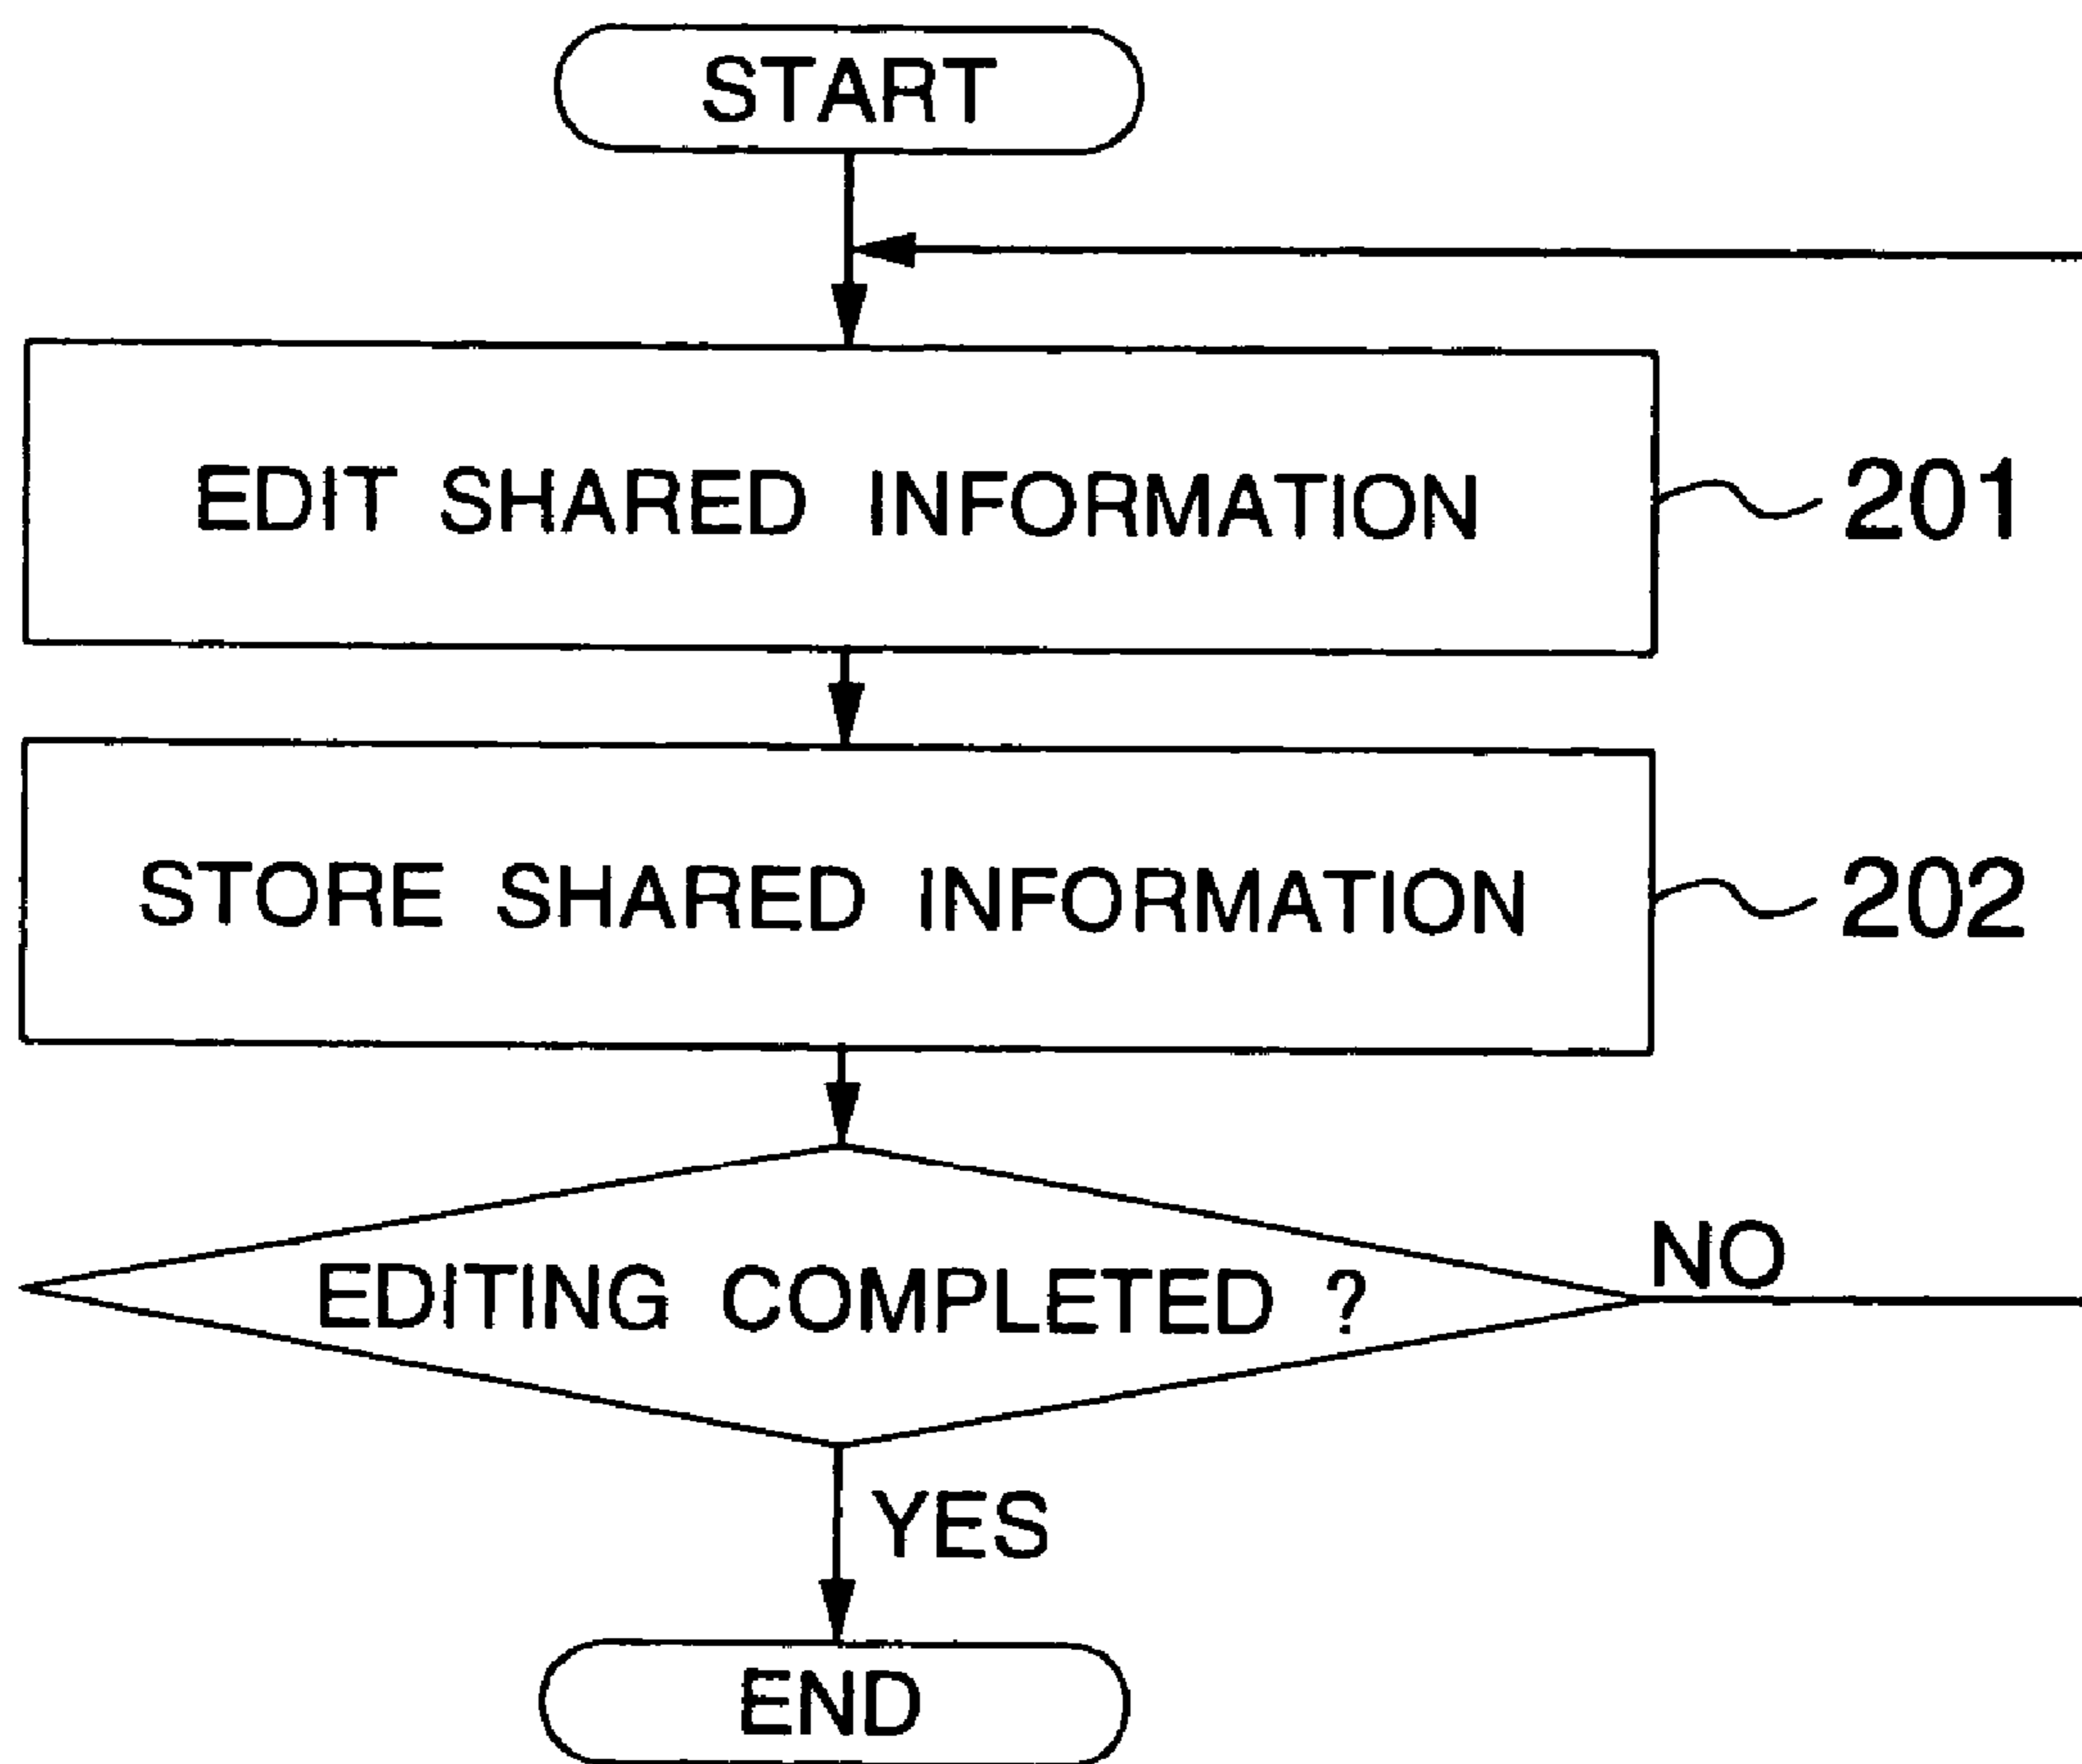 START
EDIT SHARED INFORMATION 201
STORE SHARED INFORMATION 202
EDITING COMPLETED ?
NO
YES
END